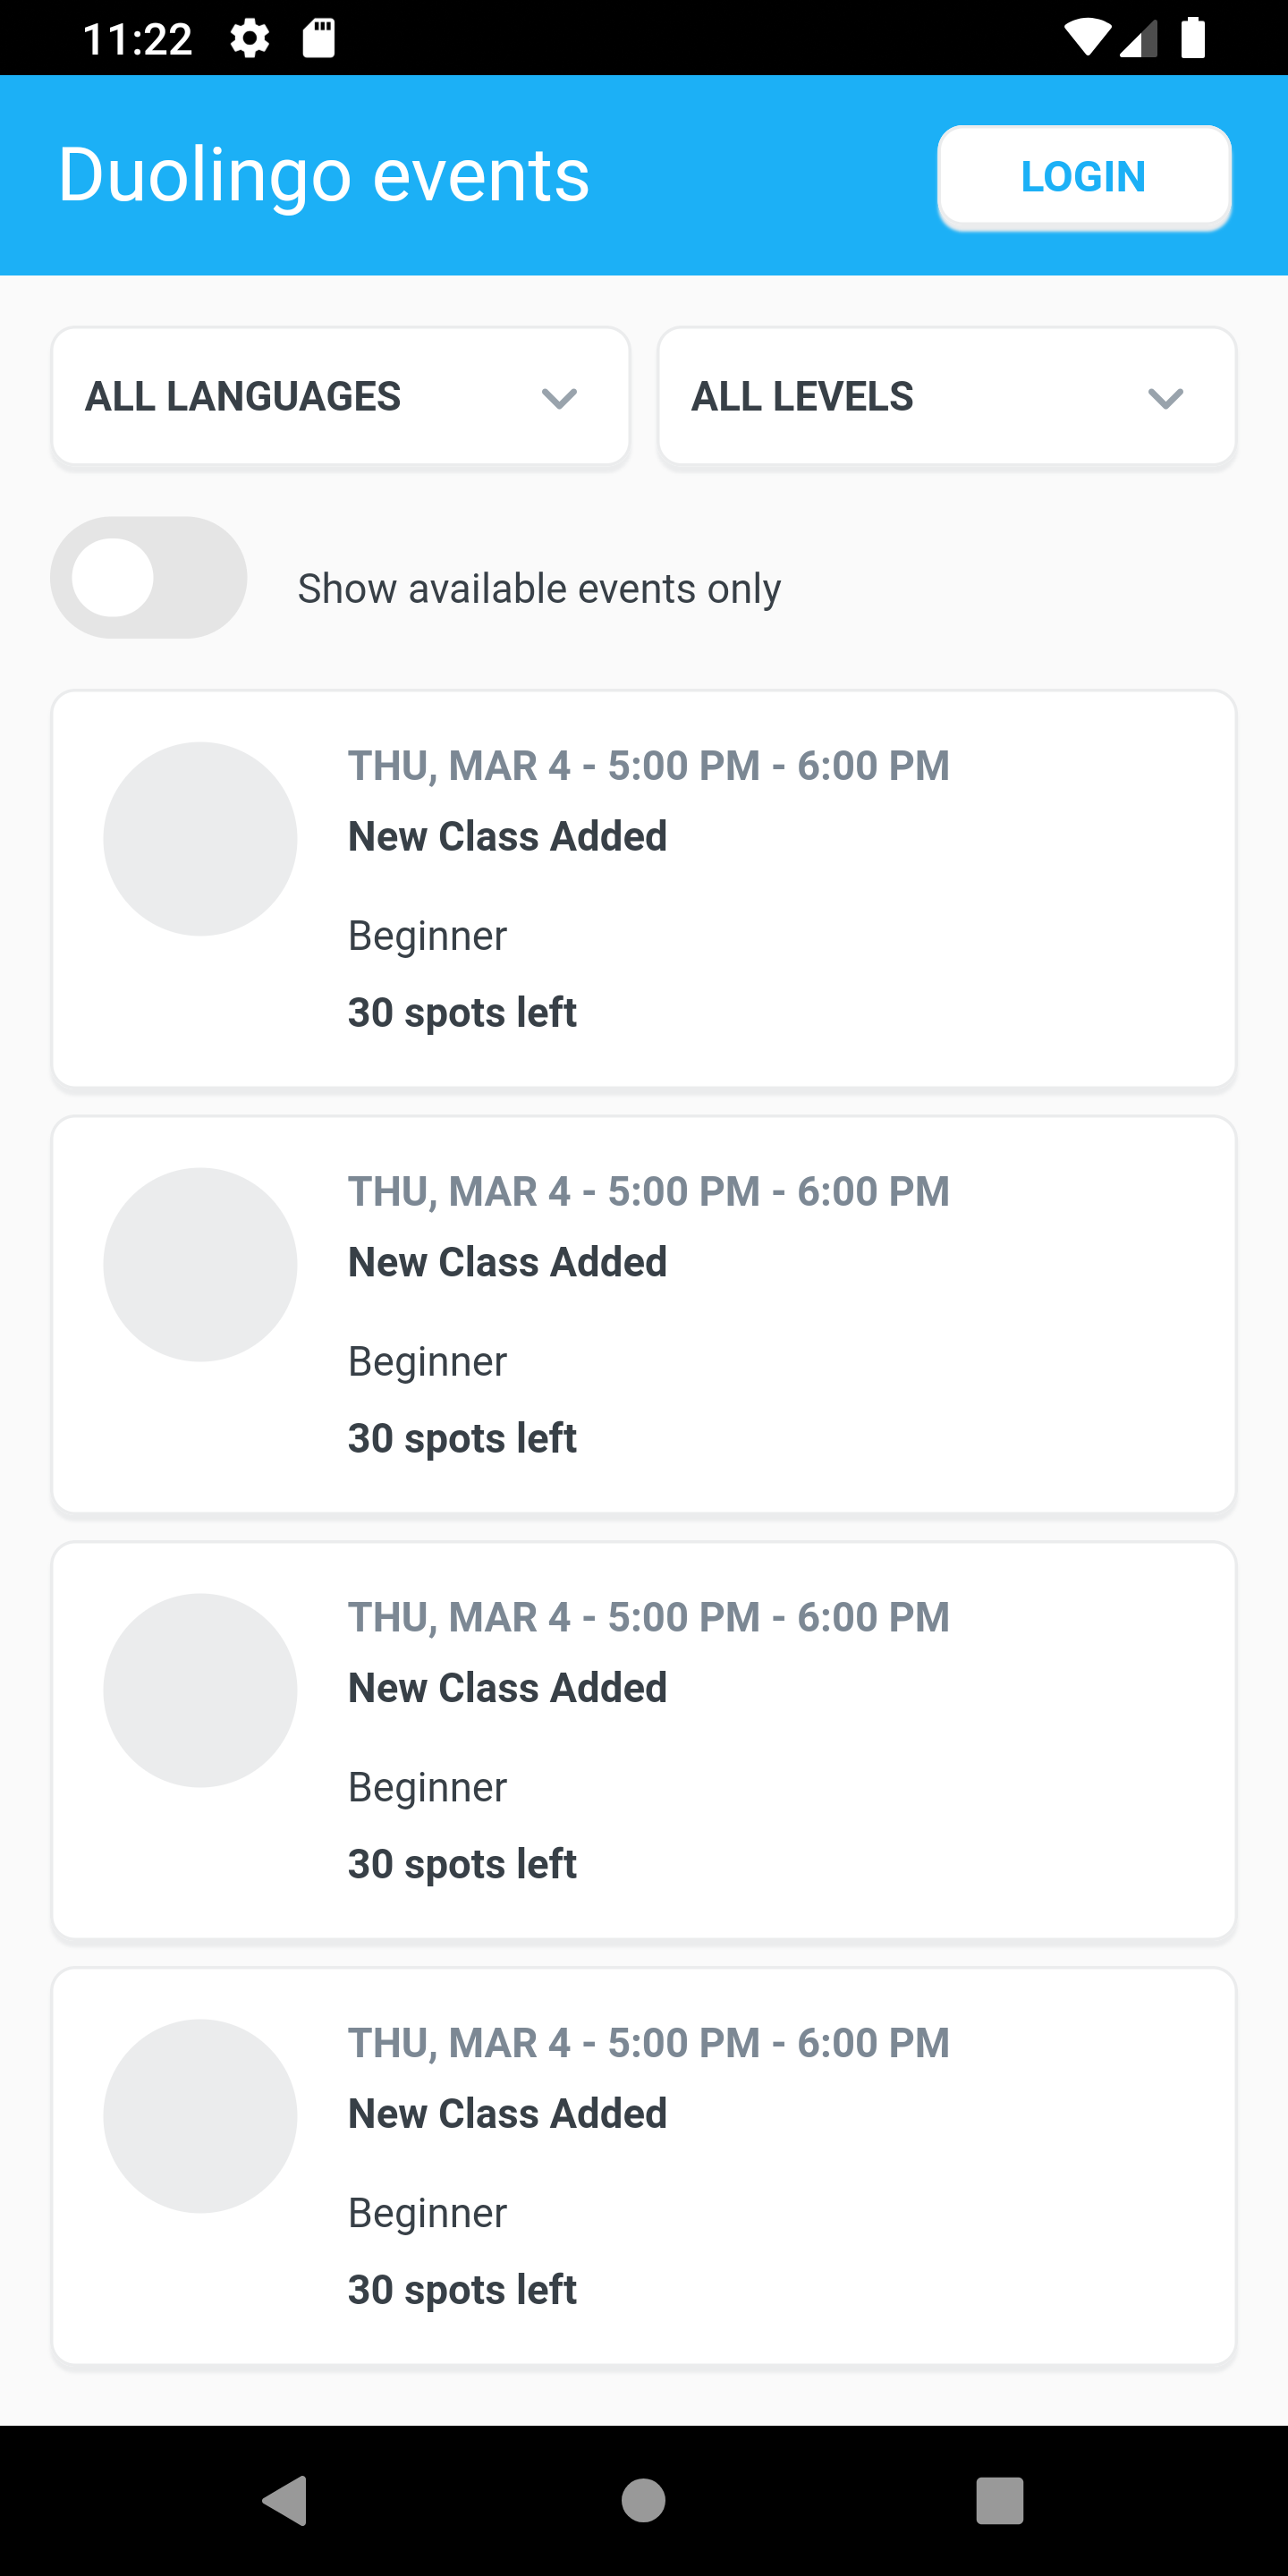 11:22
Duolingo events
LOGIN
ALL LANGUAGES
ALL LEVELS
Show available events only
THU, MAR 4 - 5:00 PM - 6:00 PM
New Class Added
Beginner
30 spots left
THU, MAR 4 - 5:00 PM - 6:00 PM
New Class Added
Beginner
30 spots left
THU, MAR 4 - 5:00 PM - 6:00 PM
New Class Added
Beginner
30 spots left
THU, MAR 4 - 5:00 PM - 6:00 PM
New Class Added
Beginner
30 spots left